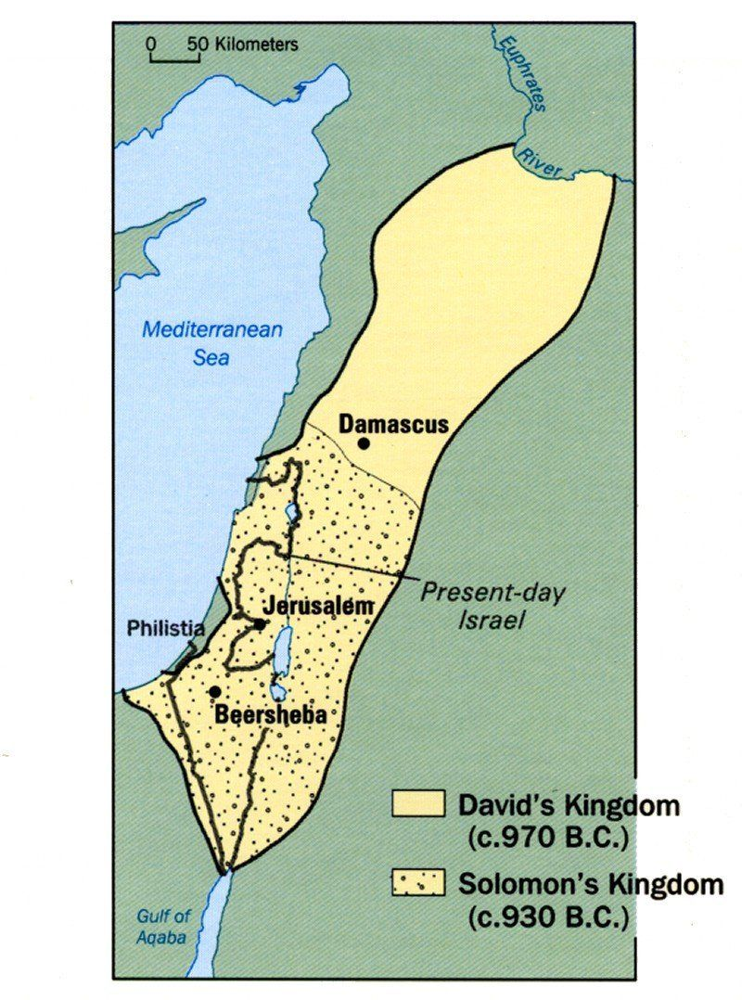 0 50 Kilometers
Euphrates
River
Mediterranean
Sea
Damascus
Present-day
Israel
Jerusalem
Philistia
Beersheba
David's Kingdom
(c.970 B.C.)
Solomon's Kingdom
(c.930 B.C.)
Gulf of
Aqaba